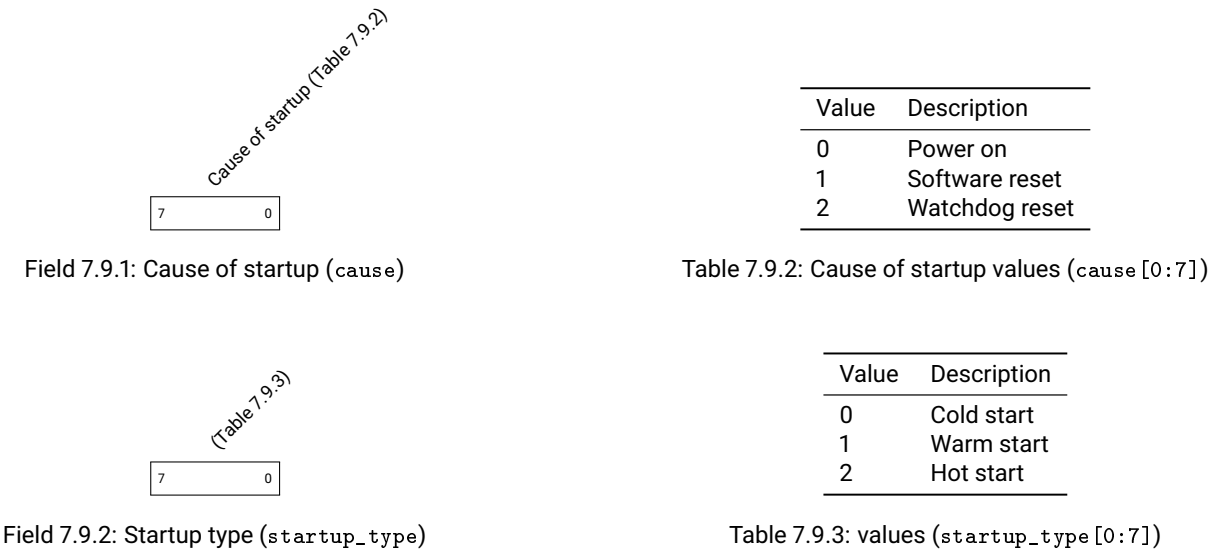 Cause of startup (Table 7.9.2)
7 0
Field 7.9.1: Cause of startup (cause)
Value Description
0 Power on
1 Software reset
2 Watchdog reset
Table 7.9.2: Cause of startup values (cause[0:7])
(Table 7.9.3)
7 0
Field 7.9.2: Startup type (startup_type)
Value Description
0 Cold start
1 Warm start
2 Hot start
Table 7.9.3: values (startup_type[0:7])